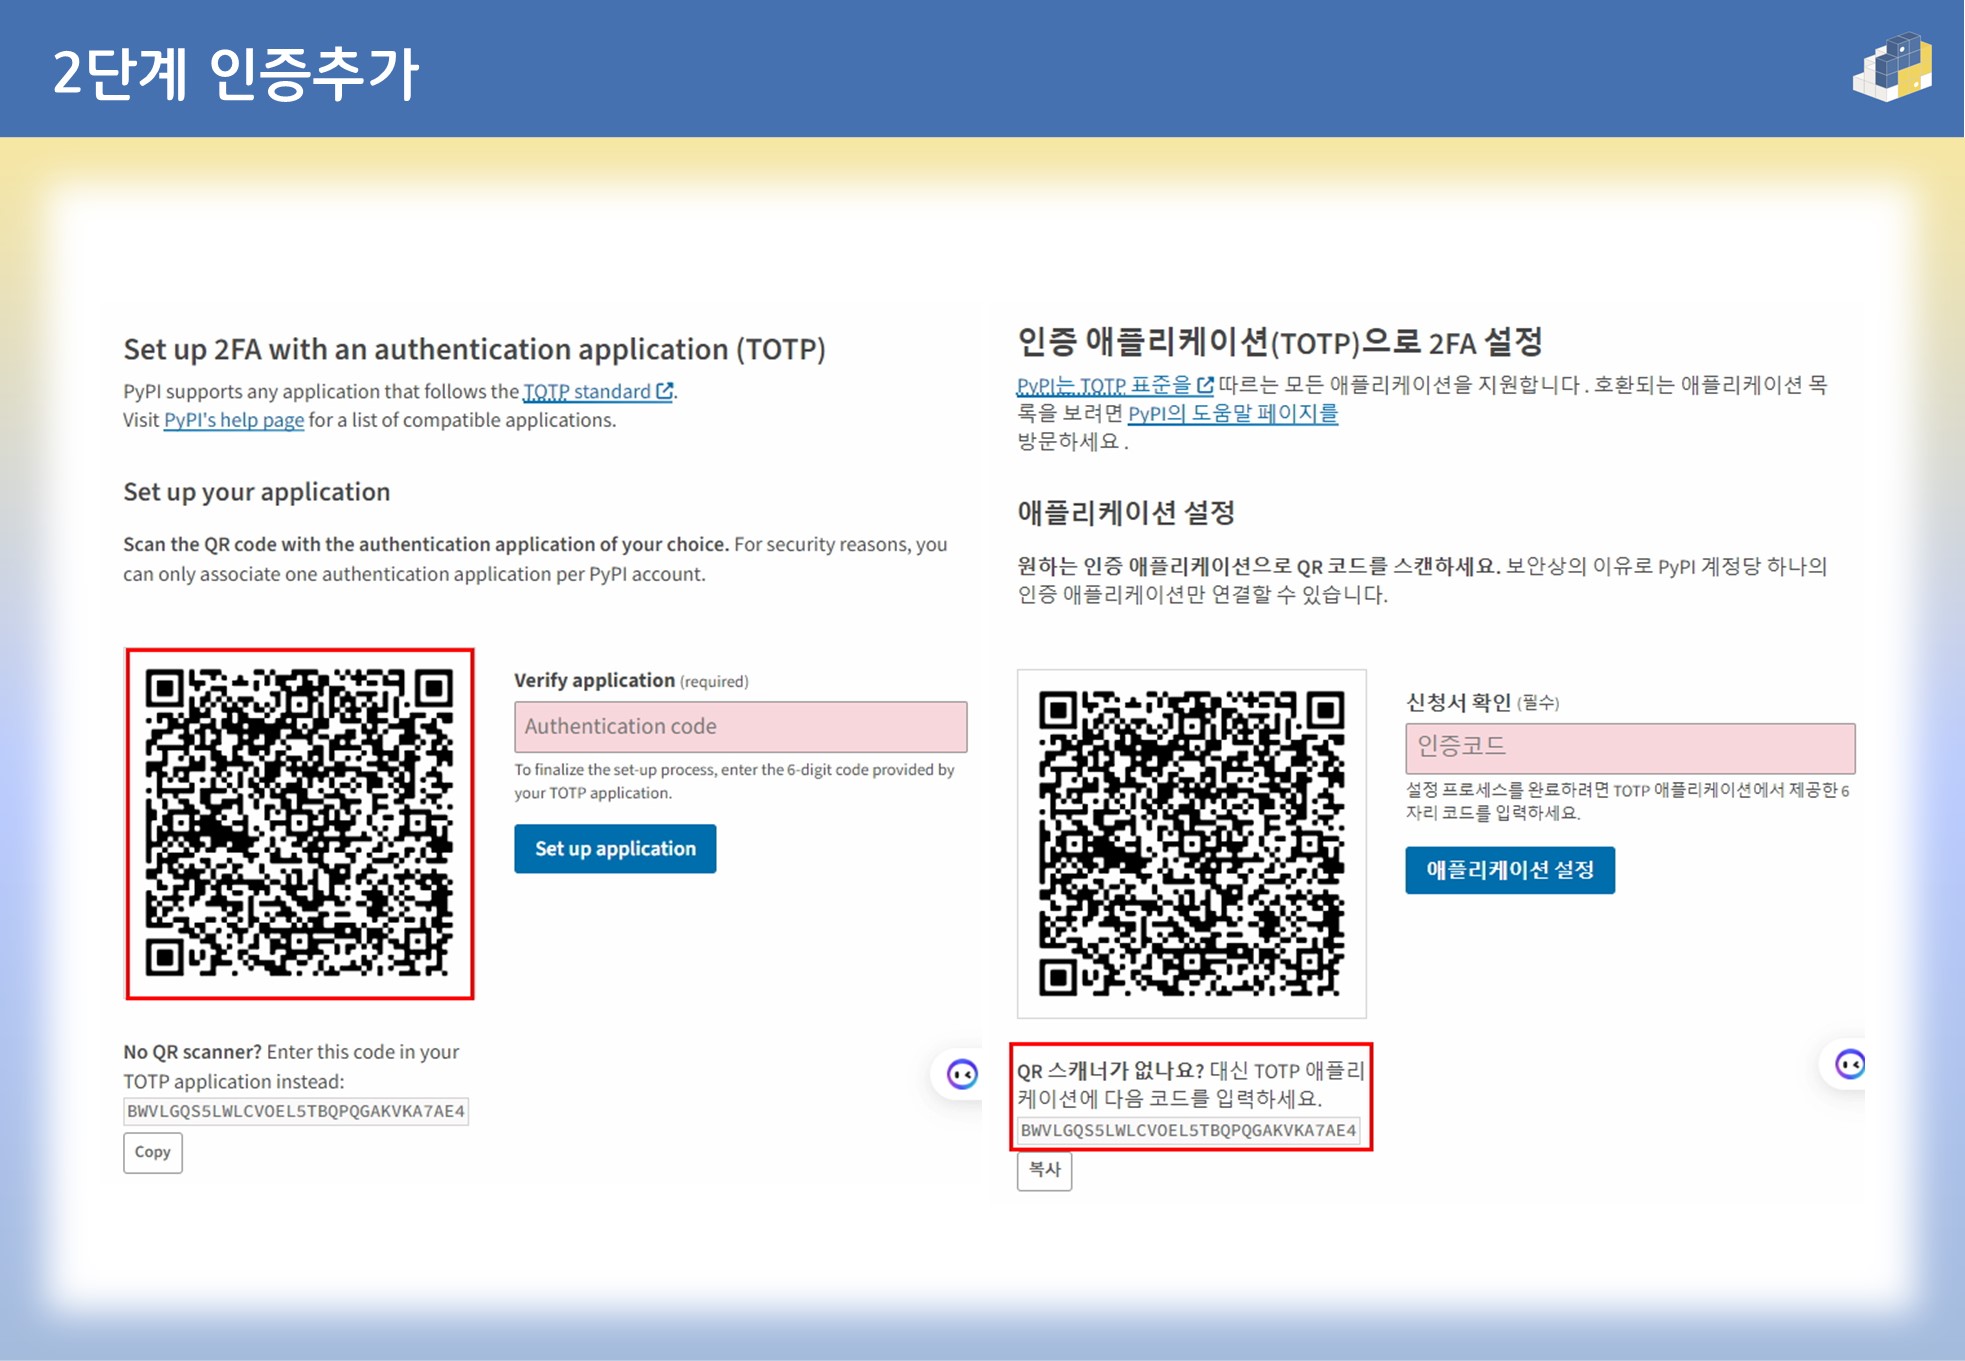 2단계 인증추가
Set up 2FA with an authentication application (TOTP)
PyPI supports any application that follows the TOTP standard.
Visit PyPI's help page for a list of compatible applications.
Set up your application
Scan the QR code with the authentication application of your choice. For security reasons, you
can only associate one authentication application per PyPI account.
Verify application (required)
Authentication code
To finalize the set-up process, enter the 6-digit code provided by
your TOTP application.
Set up application
No QR scanner? Enter this code in your
TOTP application instead:
BWVLGQS5LWLCVOEL5TBQPQGAKVKA7AE4
Copy
인증 애플리케이션(TOTP)으로 2FA 설정
PyPI는 TOTP 표준을 따르는 모든 애플리케이션을 지원합니다 . 호환되는 애플리케이션 목
록을 보려면 PyPI의 도움말 페이지를
방문하세요 .
애플리케이션 설정
원하는 인증 애플리케이션으로 QR 코드를 스캔하세요. 보안상의 이유로 PyPI 계정당 하나의
인증 애플리케이션만 연결할 수 있습니다.
신청서 확인 (필수)
인증코드
설정 프로세스를 완료하려면 TOTP 애플리케이션에서 제공한 6
자리 코드를 입력하세요.
애플리케이션 설정
QR 스캐너가 없나요? 대신 TOTP 애플리
케이션에 다음 코드를 입력하세요.
BWVLGQS5LWLCVOEL5TBQPQGAKVKA7AE4
복사